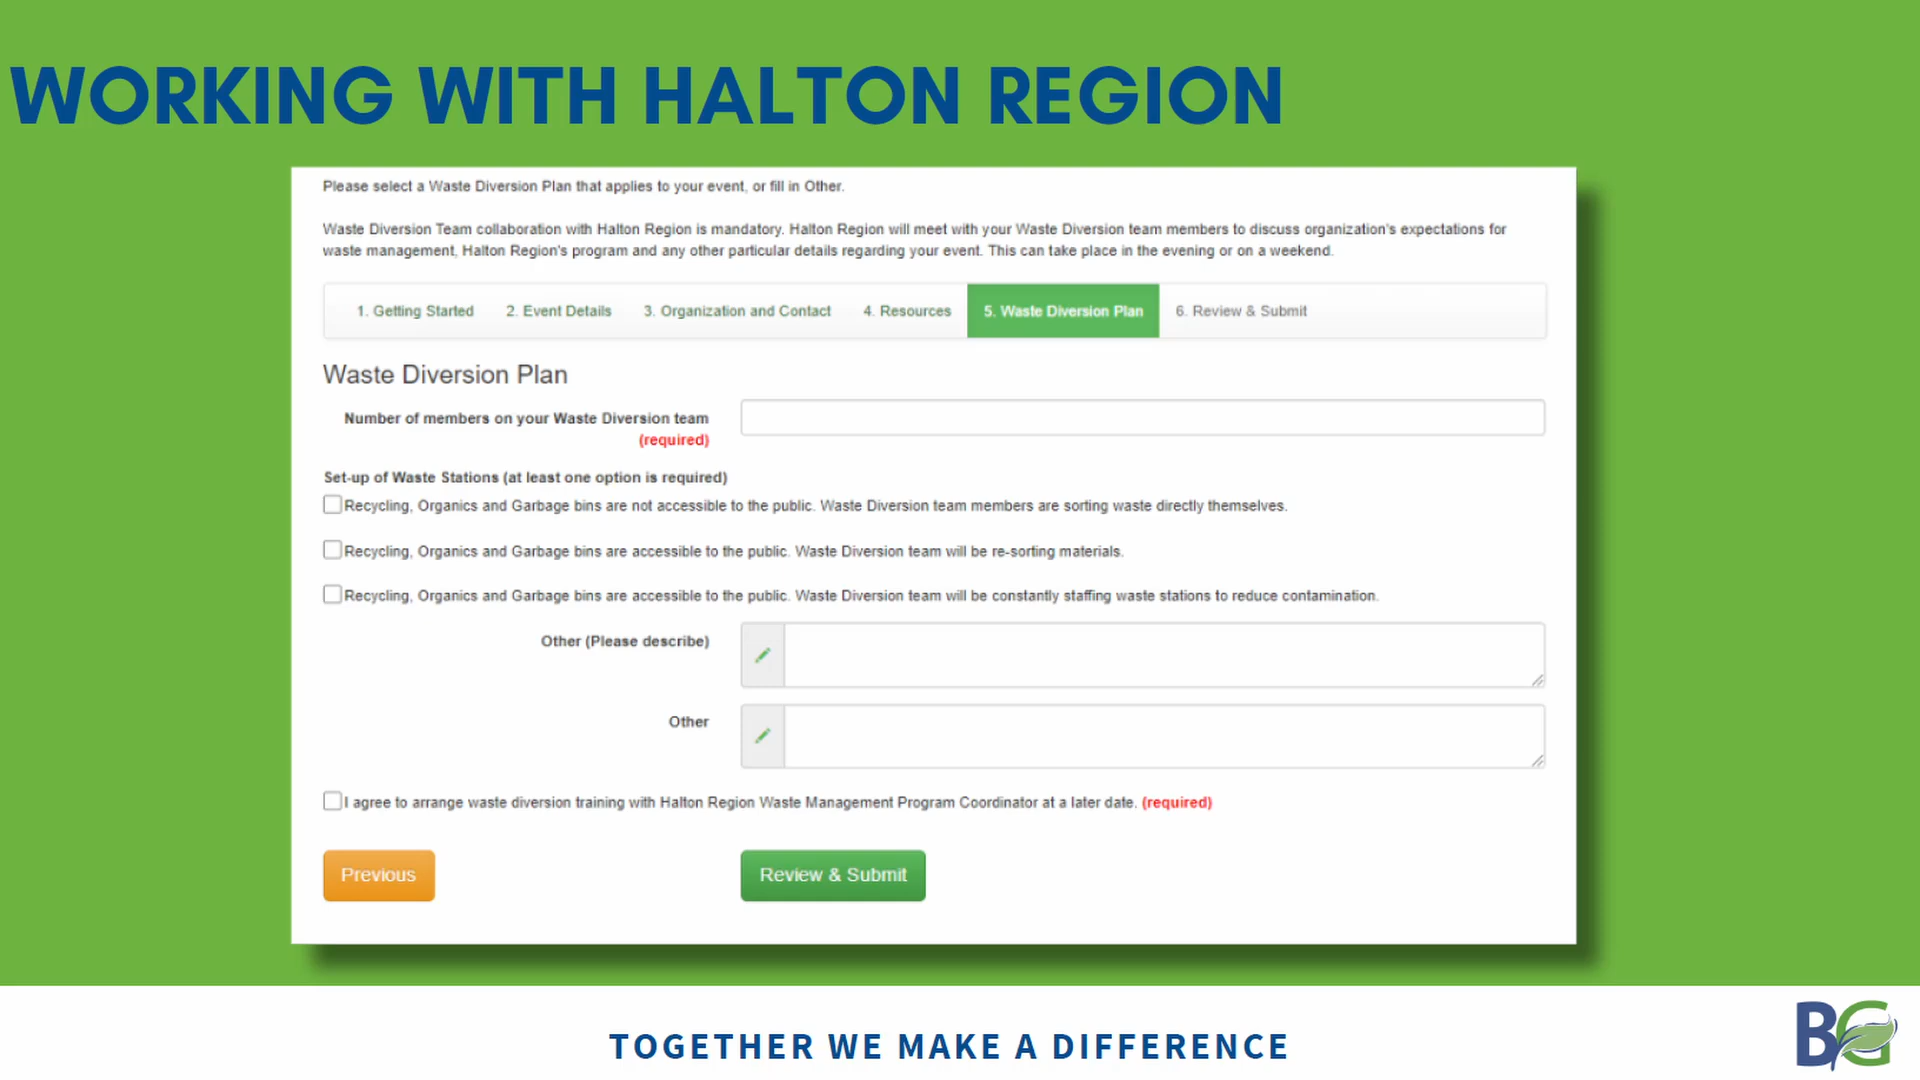 WORKING WITH HALTON REGION
Please select a Waste Diversion Plan that applies to your event, or fill in Other.
Waste Diversion Team collaboration with Halton Region is mandatory. Halton Region will meet with your Waste Diversion team members to discuss organization's expectations for
waste management, Halton Region's program and any other particular details regarding your event. This can take place in the evening or on a weekend.
1. Getting Started 2. Event Details 3. Organization and Contact 4. Resources 5. Waste Diversion Plan 6. Review & Submit
Waste Diversion Plan
Number of members on your Waste Diversion team
(required)
Set-up of Waste Stations (at least one option is required)
Recycling, Organics and Garbage bins are not accessible to the public. Waste Diversion team members are sorting waste directly themselves.
Recycling, Organics and Garbage bins are accessible to the public. Waste Diversion team will be re-sorting materials.
Recycling, Organics and Garbage bins are accessible to the public. Waste Diversion team will be constantly staffing waste stations to reduce contamination.
Other (Please describe)
Other
I agree to arrange waste diversion training with Halton Region Waste Management Program Coordinator at a later date. (required)
Previous Review & Submit
TOGETHER WE MAKE A DIFFERENCE
BG